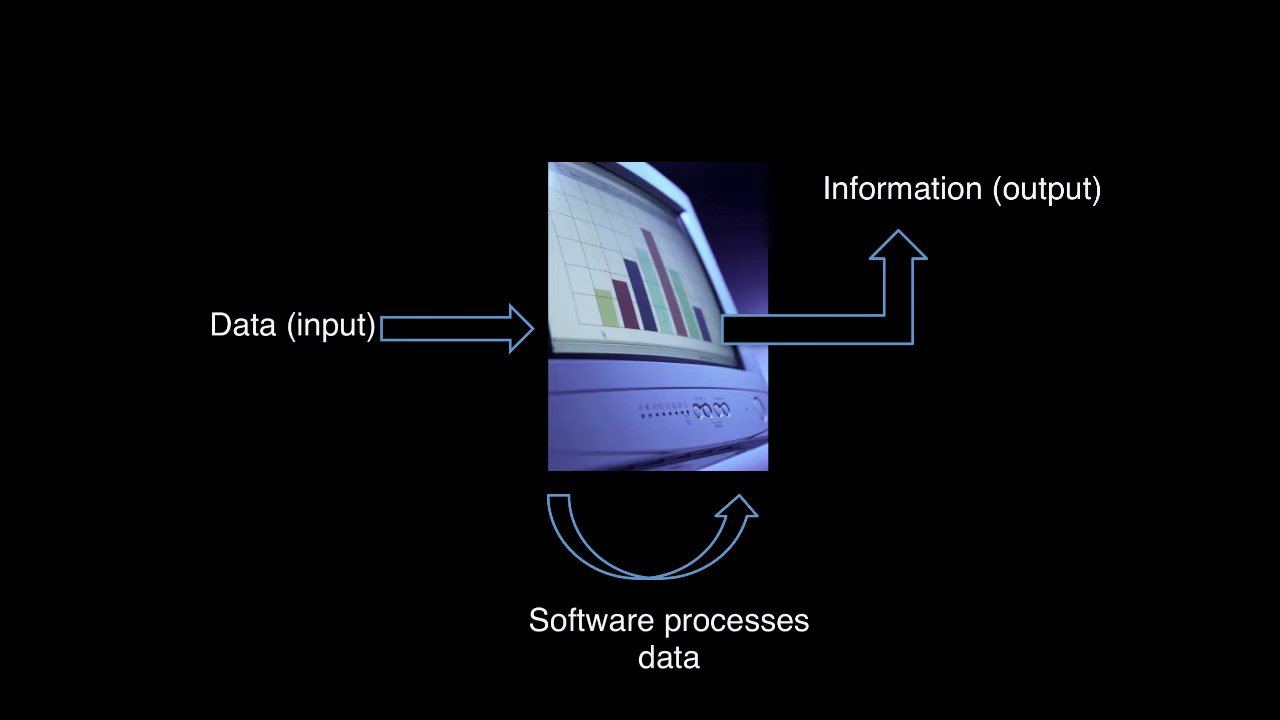 Information (output)
Data (input)
Software processes
data